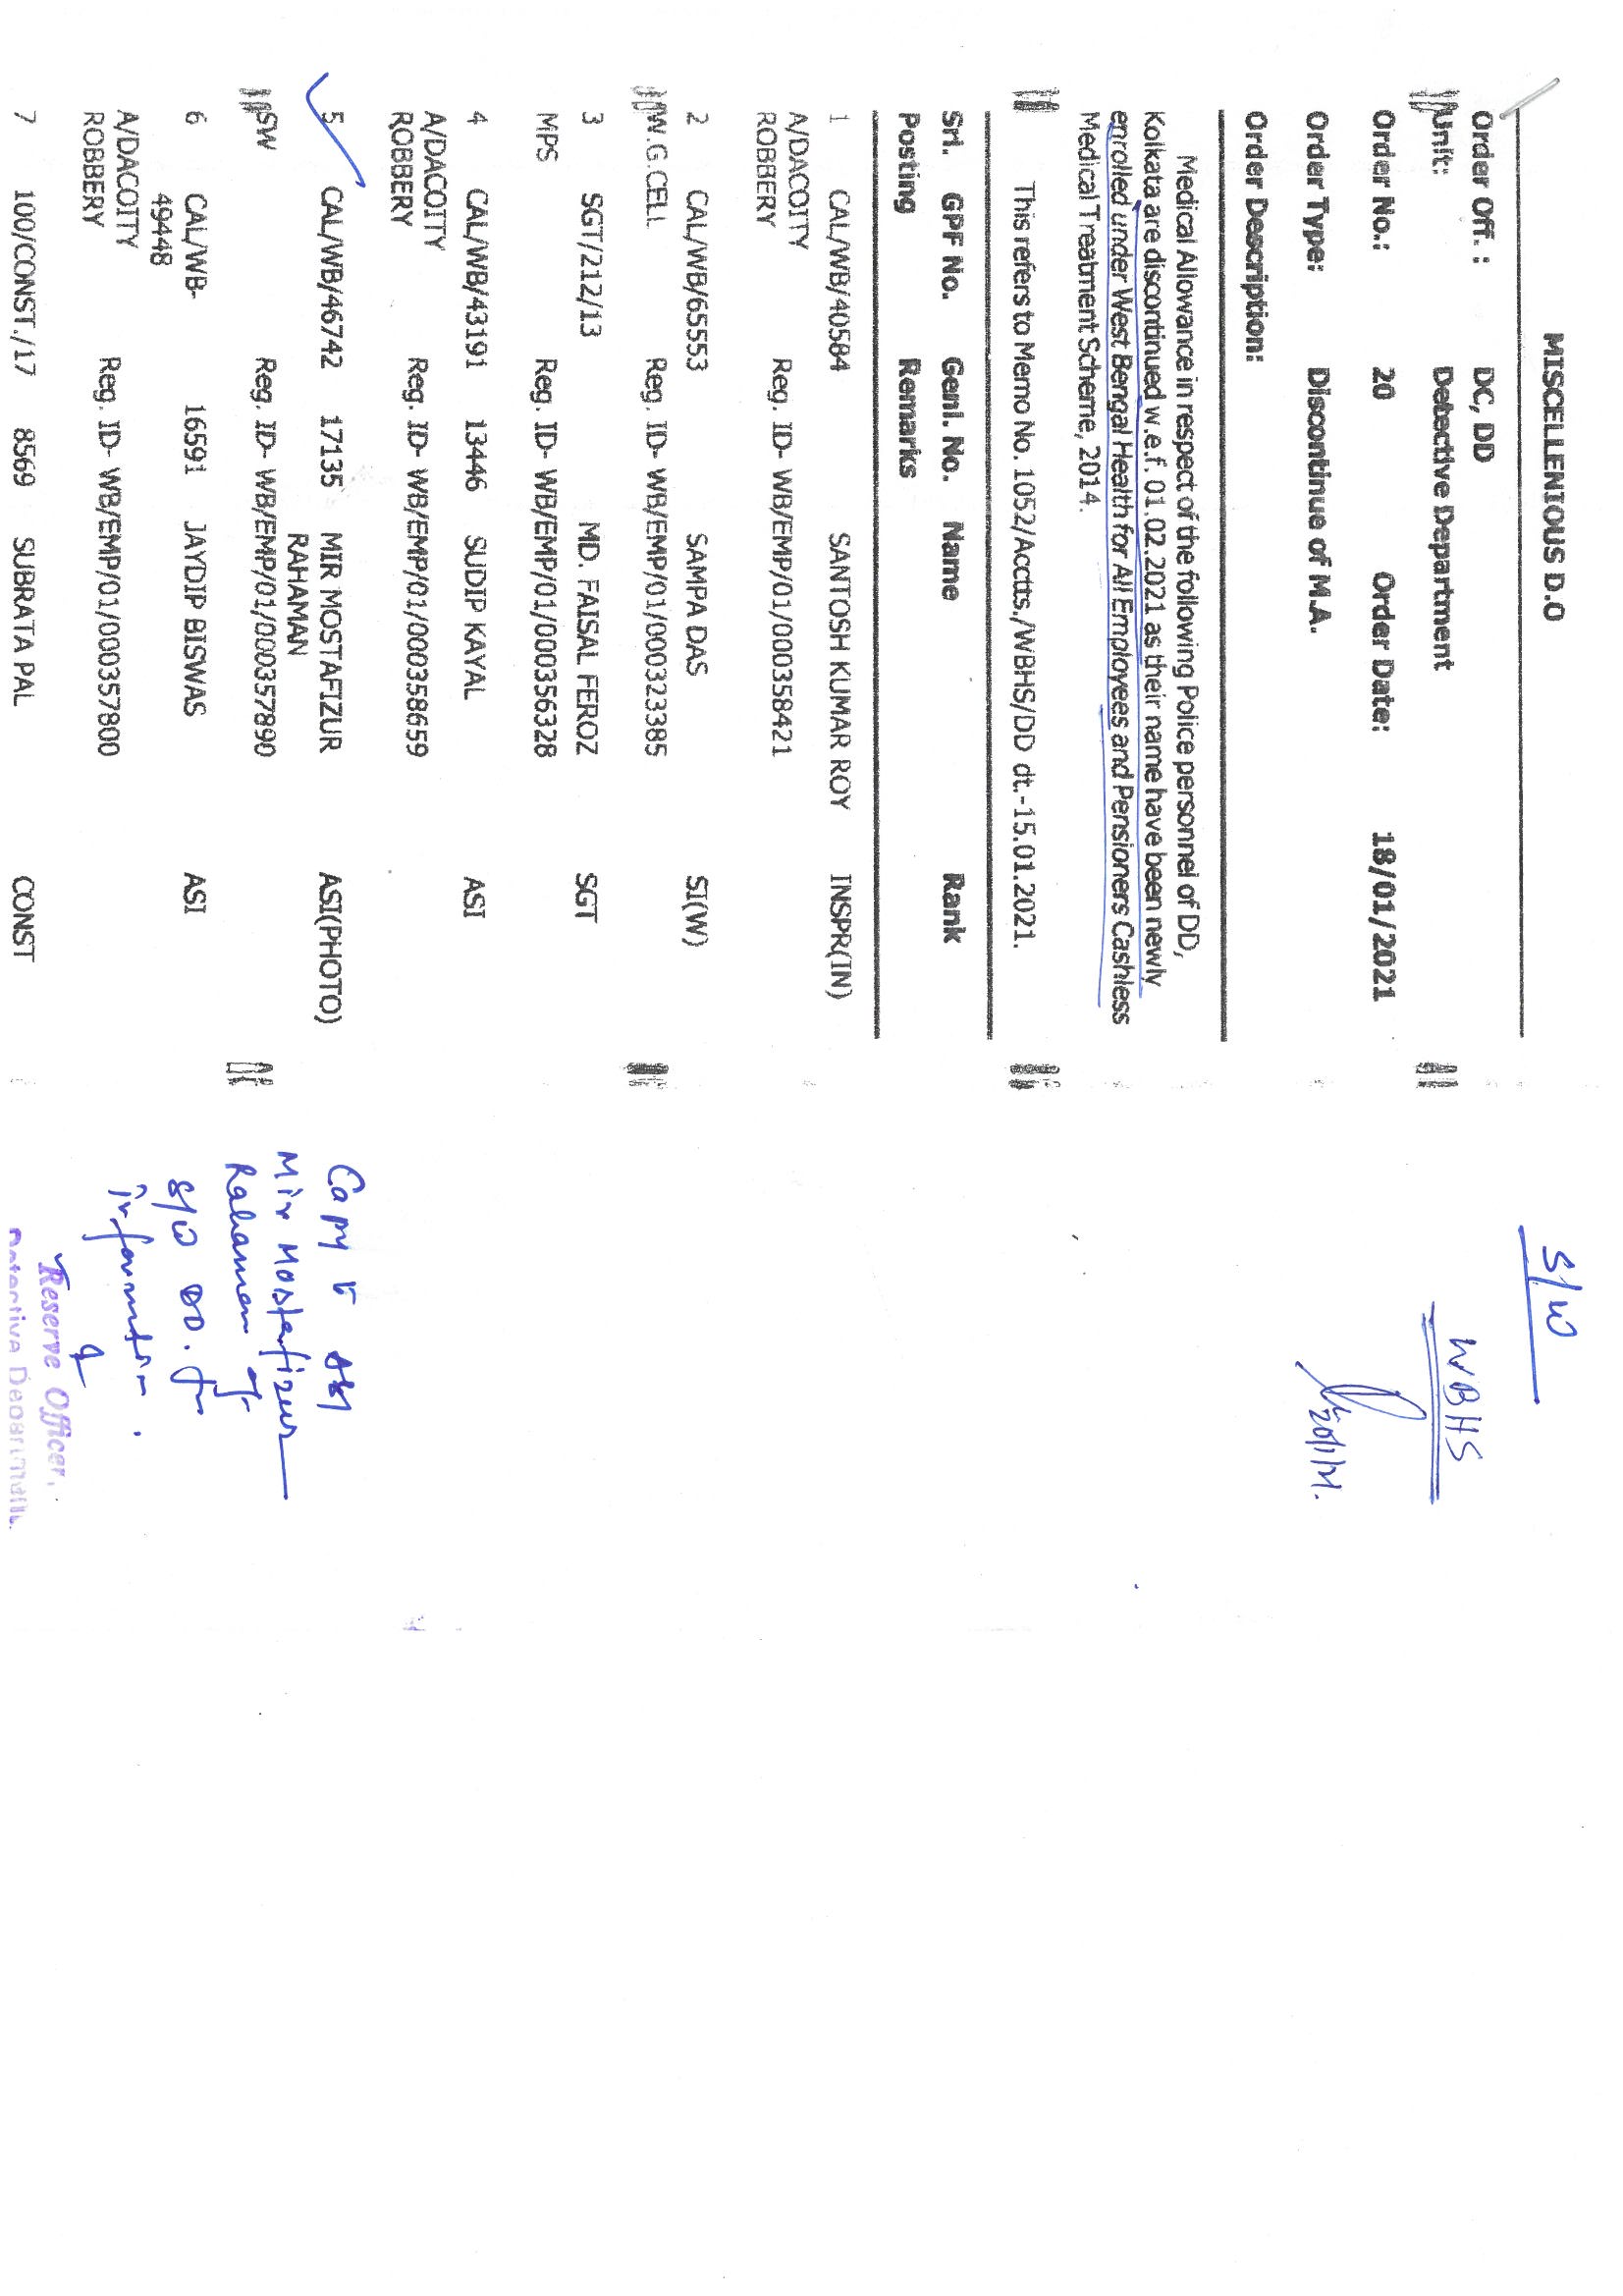 MISCELLENIOUS D.O
Order Off. : DC, DD
Unit: Detective Department
Order No.: 20 Order Date: 18/01/2021
Order Type: Discontinue of M.A.
Order Description:
Medical Allowance in respect of the following Police personnel of DD,
Kolkata are discontinued w.e.f. 01.02.2021 as their name have been newly
enrolled under West Bengal Health for All Employees and Pensioners Cashless
Medical Treatment Scheme, 2014.
This refers to Memo No. 1052/Acctts./WBHS/DD dt.-15.01.2021.
Srl. GPF No. Genl. No. Name Rank
Posting Remarks
1 CAL/WB/40584 SANTOSH KUMAR ROY INSPR(IN)
A/DACOITY Reg. ID- WB/EMP/01/000358421
ROBBERY
2 CAL/WB/65553 SAMPA DAS SI(W)
W.G.CELL Reg. ID- WB/EMP/01/000323385
3 SGT/212/13 MD. FAISAL FEROZ SGT
MPS Reg. ID- WB/EMP/01/000356328
4 CAL/WB/43191 13446 SUDIP KAYAL ASI
A/DACOITY Reg. ID- WB/EMP/01/000358659
ROBBERY
5 CAL/WB/46742 17135 MIR MOSTAFIZUR ASI(PHOTO)
RAHAMAN
SW Reg. ID- WB/EMP/01/000357890
6 CAL/WB- 16591 JAYDIP BISWAS ASI
49448
A/DACOITY Reg. ID- WB/EMP/01/000357800
ROBBERY
7 100/CONST./17 8569 SUBRATA PAL CONST
S/W
WBHS
20/1/21.
Copy to ASI
Mir Mostafizur
Rahaman of
S/W DD. for
information.
Reserve Officer,
Detective Department